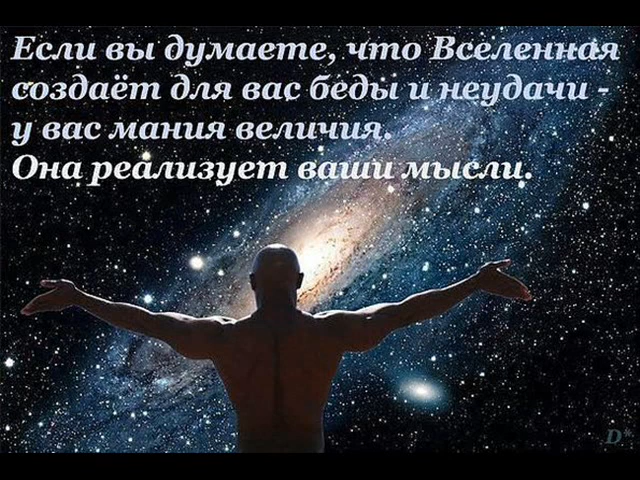 Если вы думаете, что Вселенная
создаёт для вас беды и неудачи -
у вас мания величия.
Она реализует ваши мысли.
D*